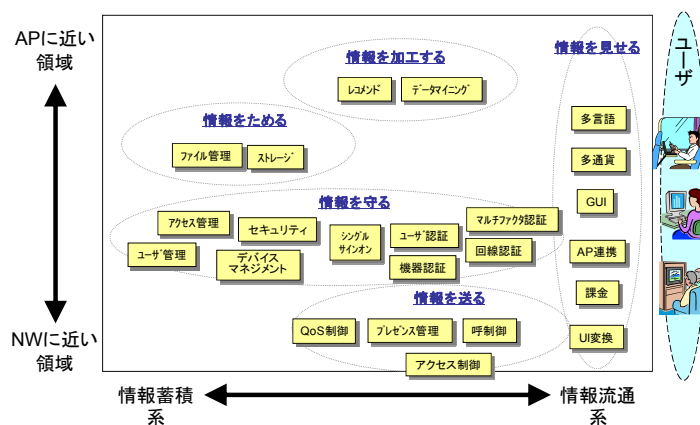 APに近い
領域
情報を加工する
情報を見せる
ユーザ
レコメンド
データマイニング
情報をためる
多言語
ファイル管理
ストレージ
多通貨
情報を守る
GUI
アクセス管理
セキュリティ
シングル
サインオン
ユーザ認証
マルチファクタ認証
ユーザ管理
デバイス
マネジメント
機器認証
回線認証
AP連携
情報を送る
課金
QoS制御
プレゼンス管理
呼制御
UI変換
アクセス制御
NWに近い
領域
情報蓄積
系
情報流通
系